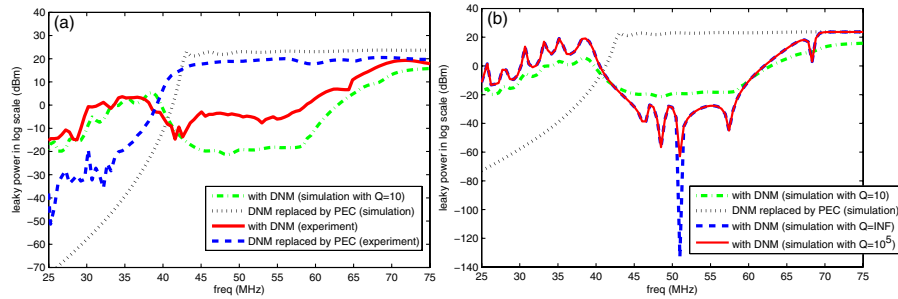 (a)
leaky power in log scale (dBm)
40
30
20
10
0
-10
-20
-30
-40
-50
-60
-70
25 30 35 40 45 50 55 60 65 70 75
freq (MHz)
with DNM (simulation with Q=10)
DNM replaced by PEC (simulation)
with DNM (experiment)
DNM replaced by PEC (experiment)
(b)
leaky power in log scale (dBm)
40
20
0
-20
-40
-60
-80
-100
-120
-140
25 30 35 40 45 50 55 60 65 70 75
freq (MHz)
with DNM (simulation with Q=10)
DNM replaced by PEC (simulation)
with DNM (simulation with Q=INF)
with DNM (simulation with Q=10⁵)